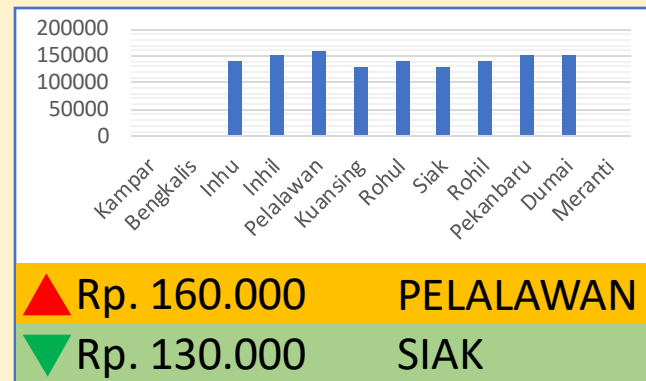 200000
150000
100000
50000
0
Kampar
Bengkalis
Inhu
Inhil
Pelalawan
Kuansing
Rohul
Siak
Rohil
Pekanbaru
Dumai
Meranti
Rp. 160.000 PELALAWAN
Rp. 130.000 SIAK